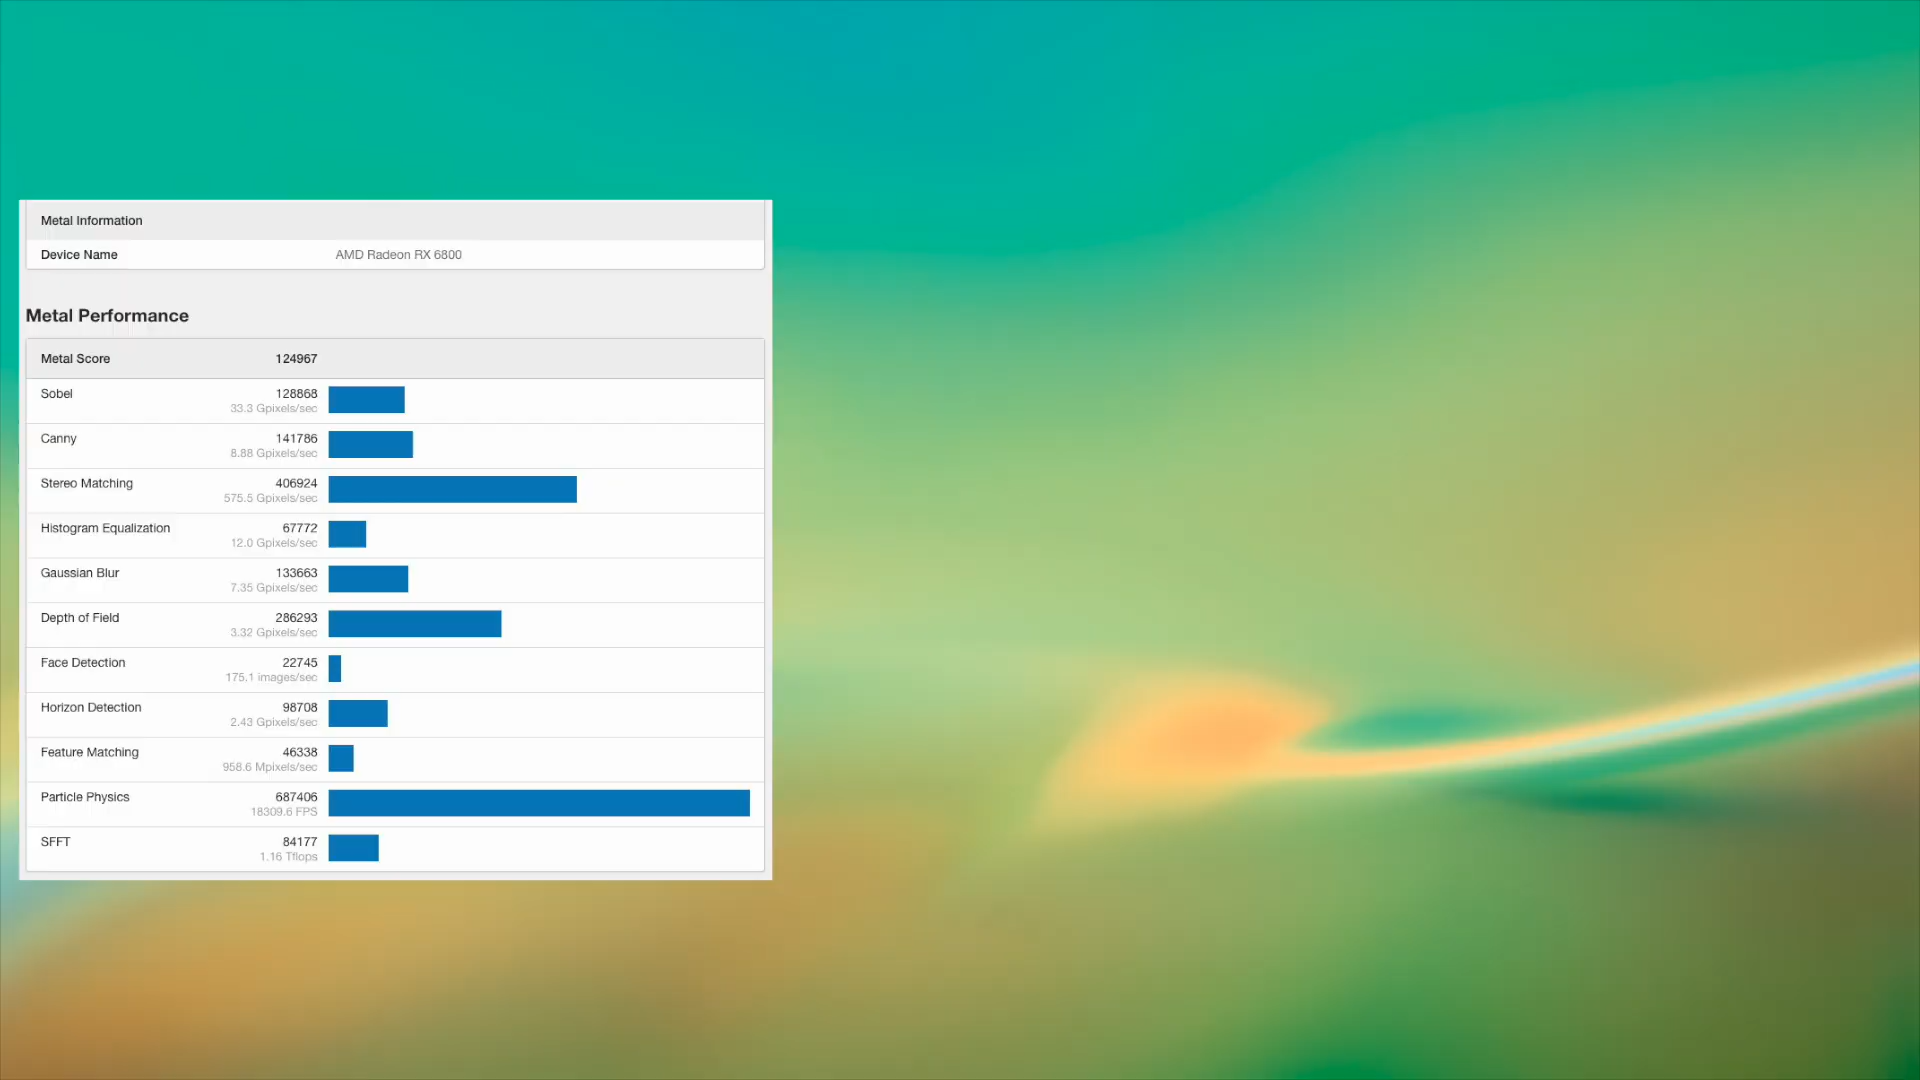 Metal Information
Device Name AMD Radeon RX 6800
Metal Performance
Metal Score 124967
Sobel 128868
33.3 Gpixels/sec
Canny 141786
8.88 Gpixels/sec
Stereo Matching 406924
575.5 Gpixels/sec
Histogram Equalization 67772
12.0 Gpixels/sec
Gaussian Blur 133663
7.35 Gpixels/sec
Depth of Field 286293
3.32 Gpixels/sec
Face Detection 22745
175.1 images/sec
Horizon Detection 98708
2.43 Gpixels/sec
Feature Matching 46338
958.6 Mpixels/sec
Particle Physics 687406
18309.6 FPS
SFFT 84177
1.16 Tflops